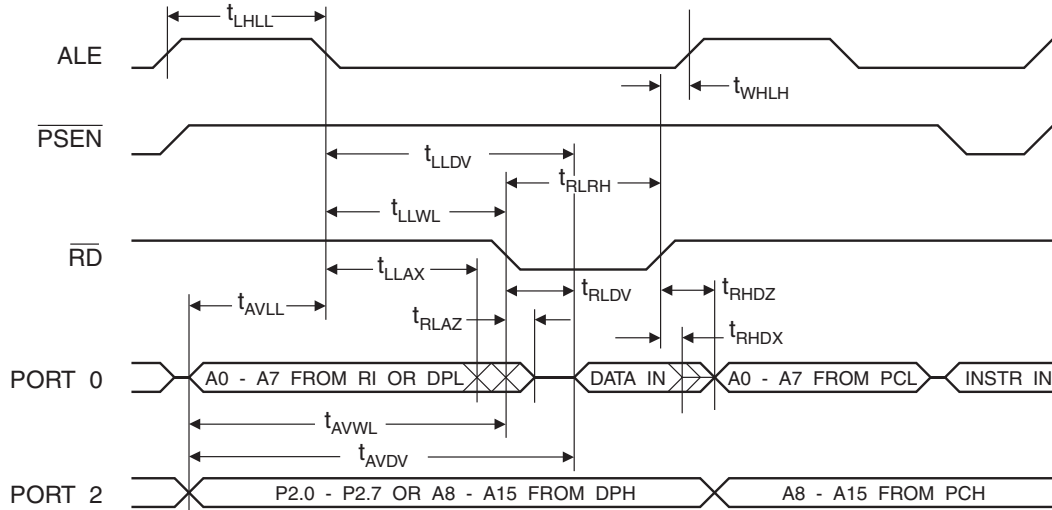 tLHLL
ALE
tWHLH
PSEN
tLLDV
tRLRH
tLLWL
RD
tLLAX
tRLDV
tRHDZ
tAVLL
tRLAZ
tRHDX
PORT 0
A0 - A7 FROM RI OR DPL
DATA IN
A0 - A7 FROM PCL
INSTR IN
tAVWL
tAVDV
PORT 2
P2.0 - P2.7 OR A8 - A15 FROM DPH
A8 - A15 FROM PCH